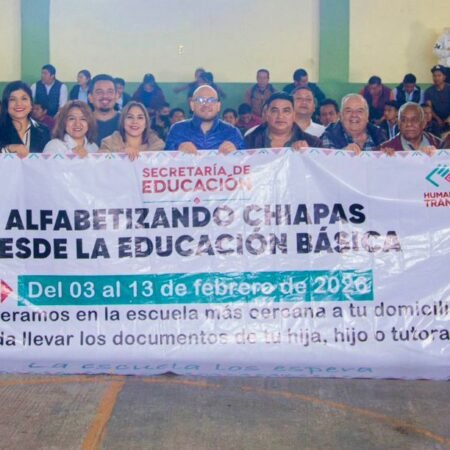 SECRETARÍA DE
EDUCACIÓN
ALFABETIZANDO CHIAPAS
ESDE LA EDUCACIÓN BÁSICA
Del 03 al 13 de febrero de 2026
eramos en la escuela más cercana a tu domicili
da llevar los documentos de tu hija, hijo o tutora
La escuela los espera
HUMAN
TRAN